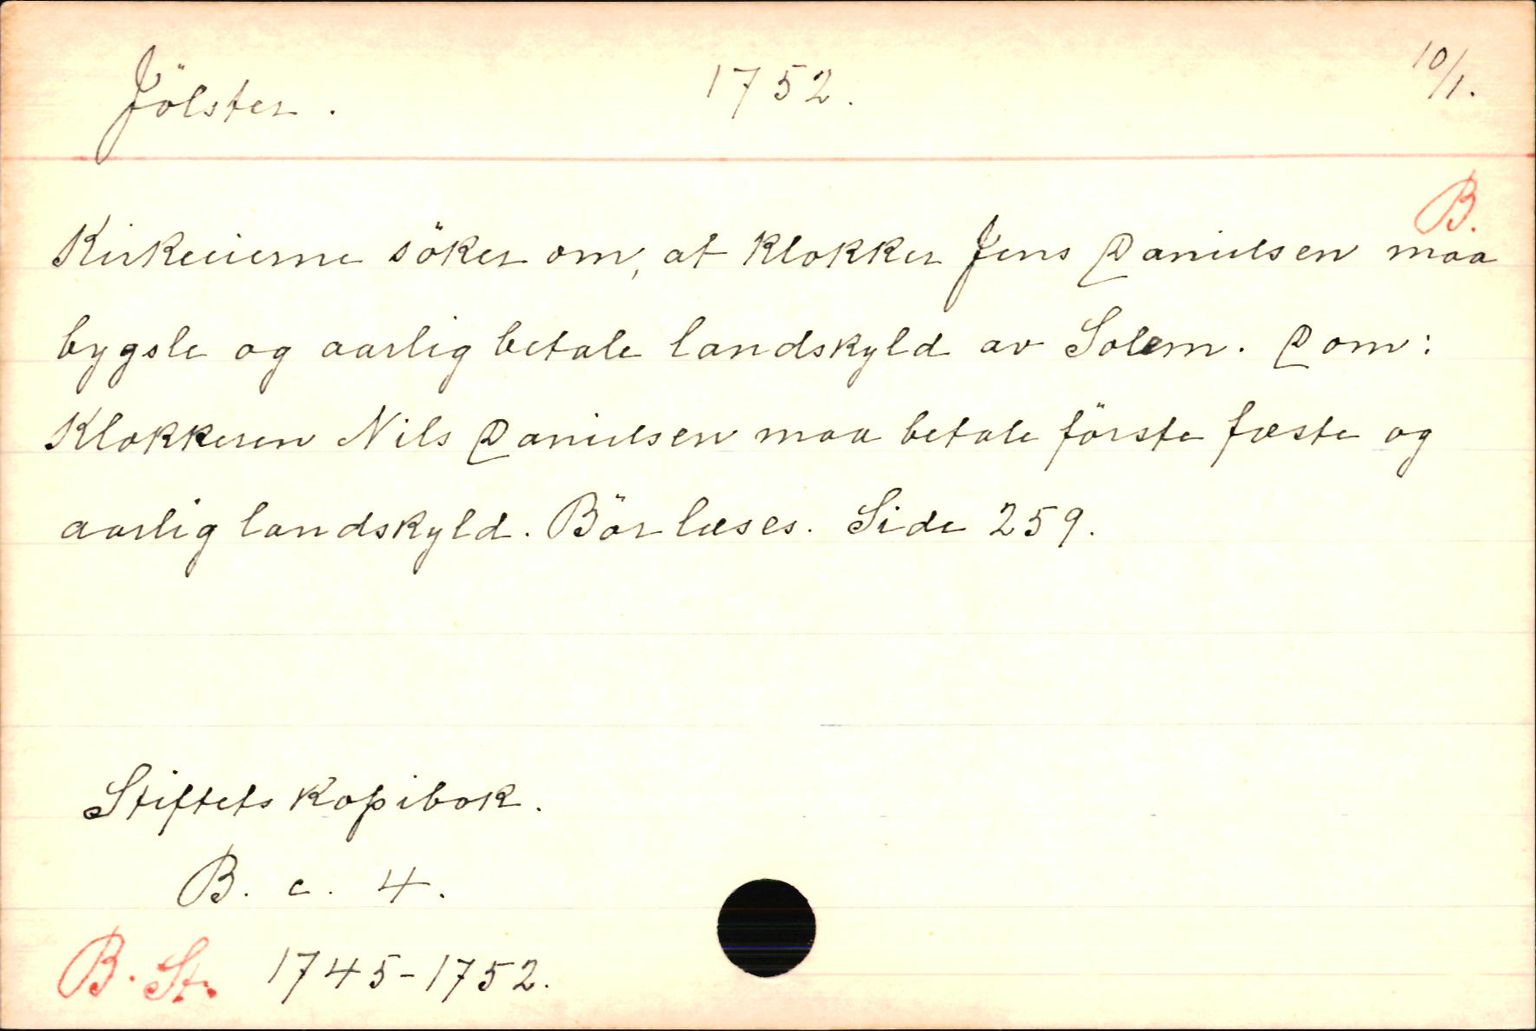 Jölster. 1752. 10/1.
B.
Kirkeeierne söker om, at klokker Jens Danielsen maa
bygsle og aarlig betale landskyld av Solem. Dom:
Klokkeren Nils Danielsen maa betale förste fæste og
aarlig landskyld. Bör læses. Side 259.
Stiftets kopibok.
B. c. 4.
B. St. 1745-1752.